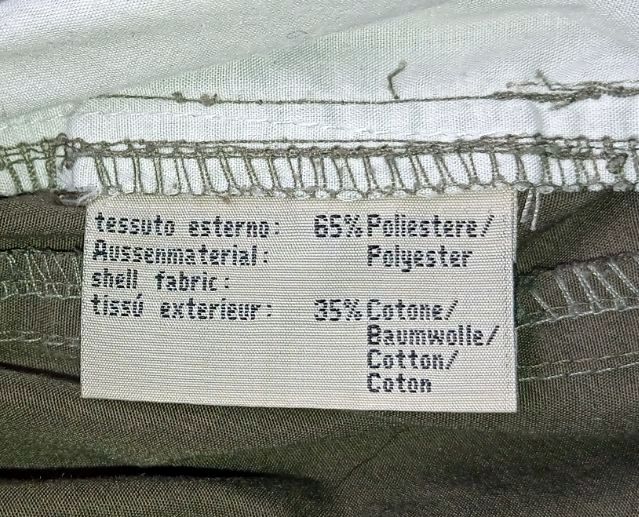 tessuto esterno: 65% Poliestere/
Aussenmaterial: Polyester
shell fabric:
tissú exterieur: 35% Cotone/
Baumwolle/
Cotton/
Coton